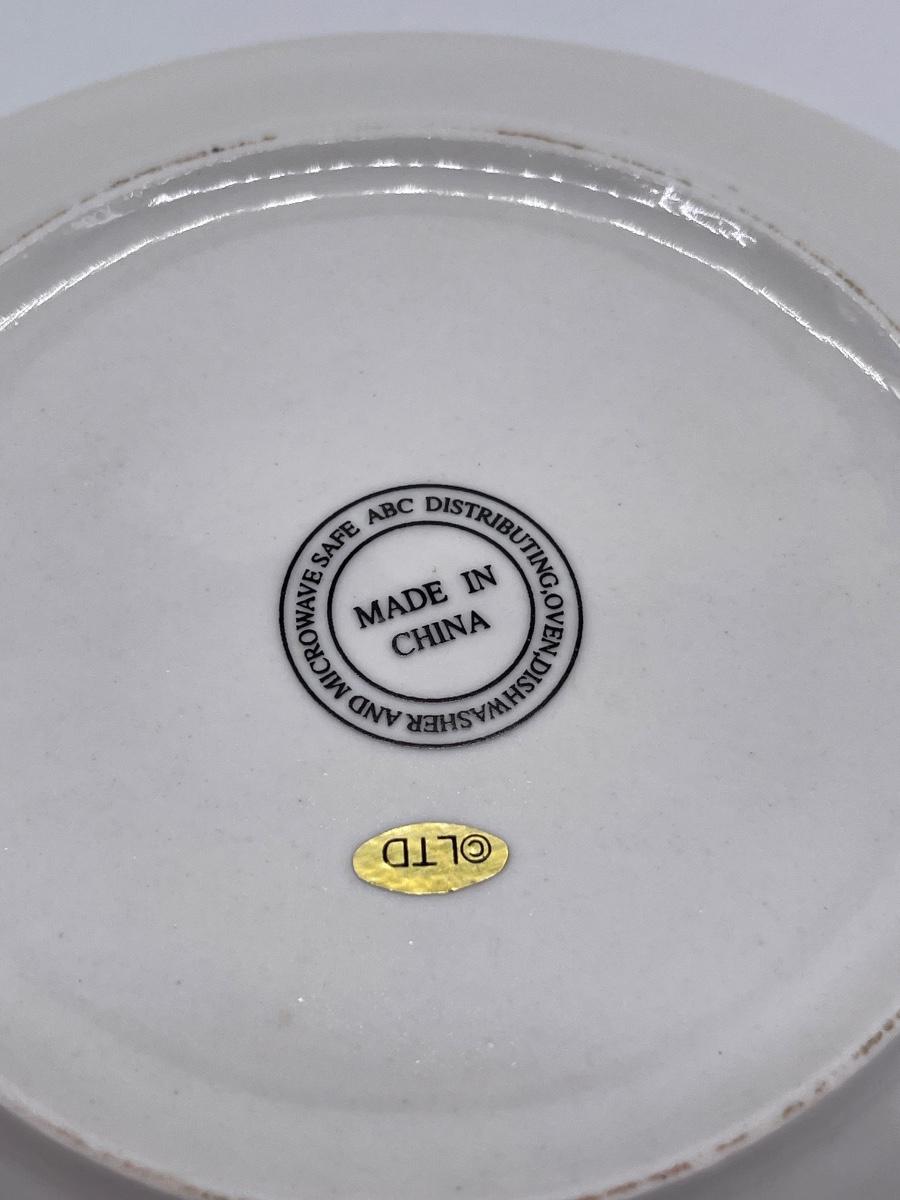 ABC DISTRIBUTING,OVEN,DISHWASHER AND MICROWAVE SAFE
MADE IN
CHINA
©LTD